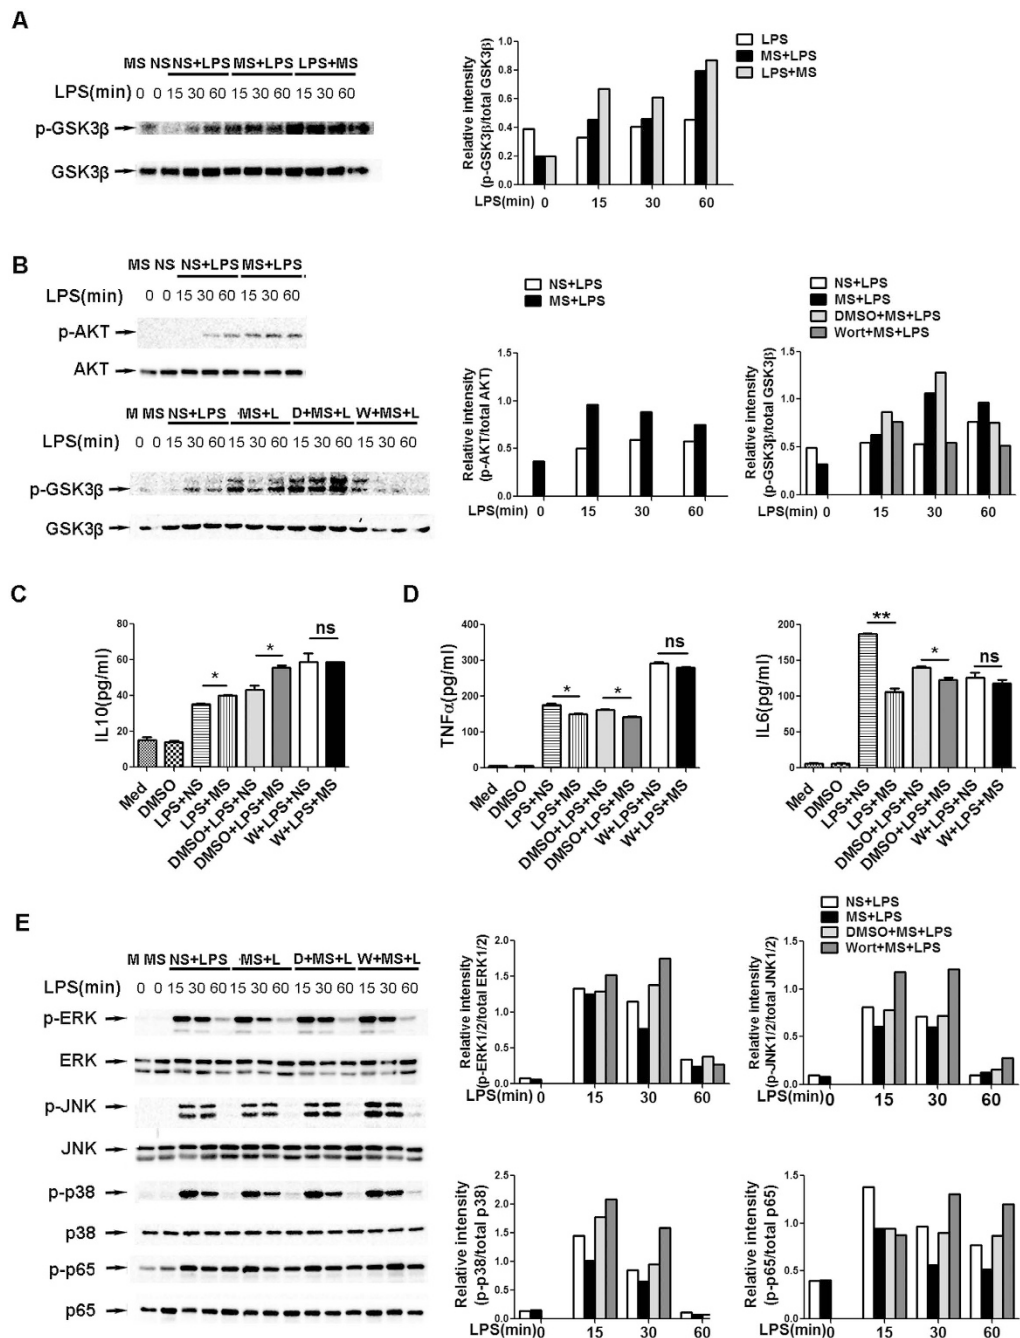 A
MS NS NS+LPS MS+LPS LPS+MS
LPS(min) 0 0 15 30 60 15 30 60 15 30 60
p-GSK3β
GSK3β
LPS
MS+LPS
LPS+MS
Relative intensity
(p-GSK3β/total GSK3β)
1.0
0.8
0.6
0.4
0.2
0.0
LPS(min) 0 15 30 60
B
MS NS NS+LPS MS+LPS
LPS(min) 0 0 15 30 60 15 30 60
p-AKT
AKT
M MS NS+LPS MS+L D+MS+L W+MS+L
LPS(min) 0 0 15 30 60 15 30 60 15 30 60 15 30 60
p-GSK3β
GSK3β
NS+LPS
MS+LPS
Relative intensity
(p-AKT/total AKT)
1.5
1.0
0.5
0.0
LPS(min) 0 15 30 60
NS+LPS
MS+LPS
DMSO+MS+LPS
Wort+MS+LPS
Relative intensity
(p-GSK3β/total GSK3β)
1.5
1.0
0.5
0.0
LPS(min) 0 15 30 60
C
IL10(pg/ml)
80
60
40
20
0
* * ns
Med DMSO LPS+NS LPS+MS DMSO+LPS+NS DMSO+LPS+MS W+LPS+NS W+LPS+MS
D
TNFα(pg/ml)
400
300
200
100
0
* * ns
Med DMSO LPS+NS LPS+MS DMSO+LPS+NS DMSO+LPS+MS W+LPS+NS W+LPS+MS
IL6(pg/ml)
200
150
100
50
0
** * ns
Med DMSO LPS+NS LPS+MS DMSO+LPS+NS DMSO+LPS+MS W+LPS+NS W+LPS+MS
E
M MS NS+LPS MS+L D+MS+L W+MS+L
LPS(min) 0 0 15 30 60 15 30 60 15 30 60 15 30 60
p-ERK
ERK
p-JNK
JNK
p-p38
p38
p-p65
p65
NS+LPS
MS+LPS
DMSO+MS+LPS
Wort+MS+LPS
Relative intensity
(p-ERK1/2/total ERK1/2)
2.0
1.5
1.0
0.5
0.0
LPS(min) 0 15 30 60
Relative intensity
(p-JNK1/2/total JNK1/2)
1.5
1.0
0.5
0.0
LPS(min) 0 15 30 60
Relative intensity
(p-p38/total p38)
2.5
2.0
1.5
1.0
0.5
0.0
LPS(min) 0 15 30 60
Relative intensity
(p-p65/total p65)
1.5
1.0
0.5
0.0
LPS(min) 0 15 30 60